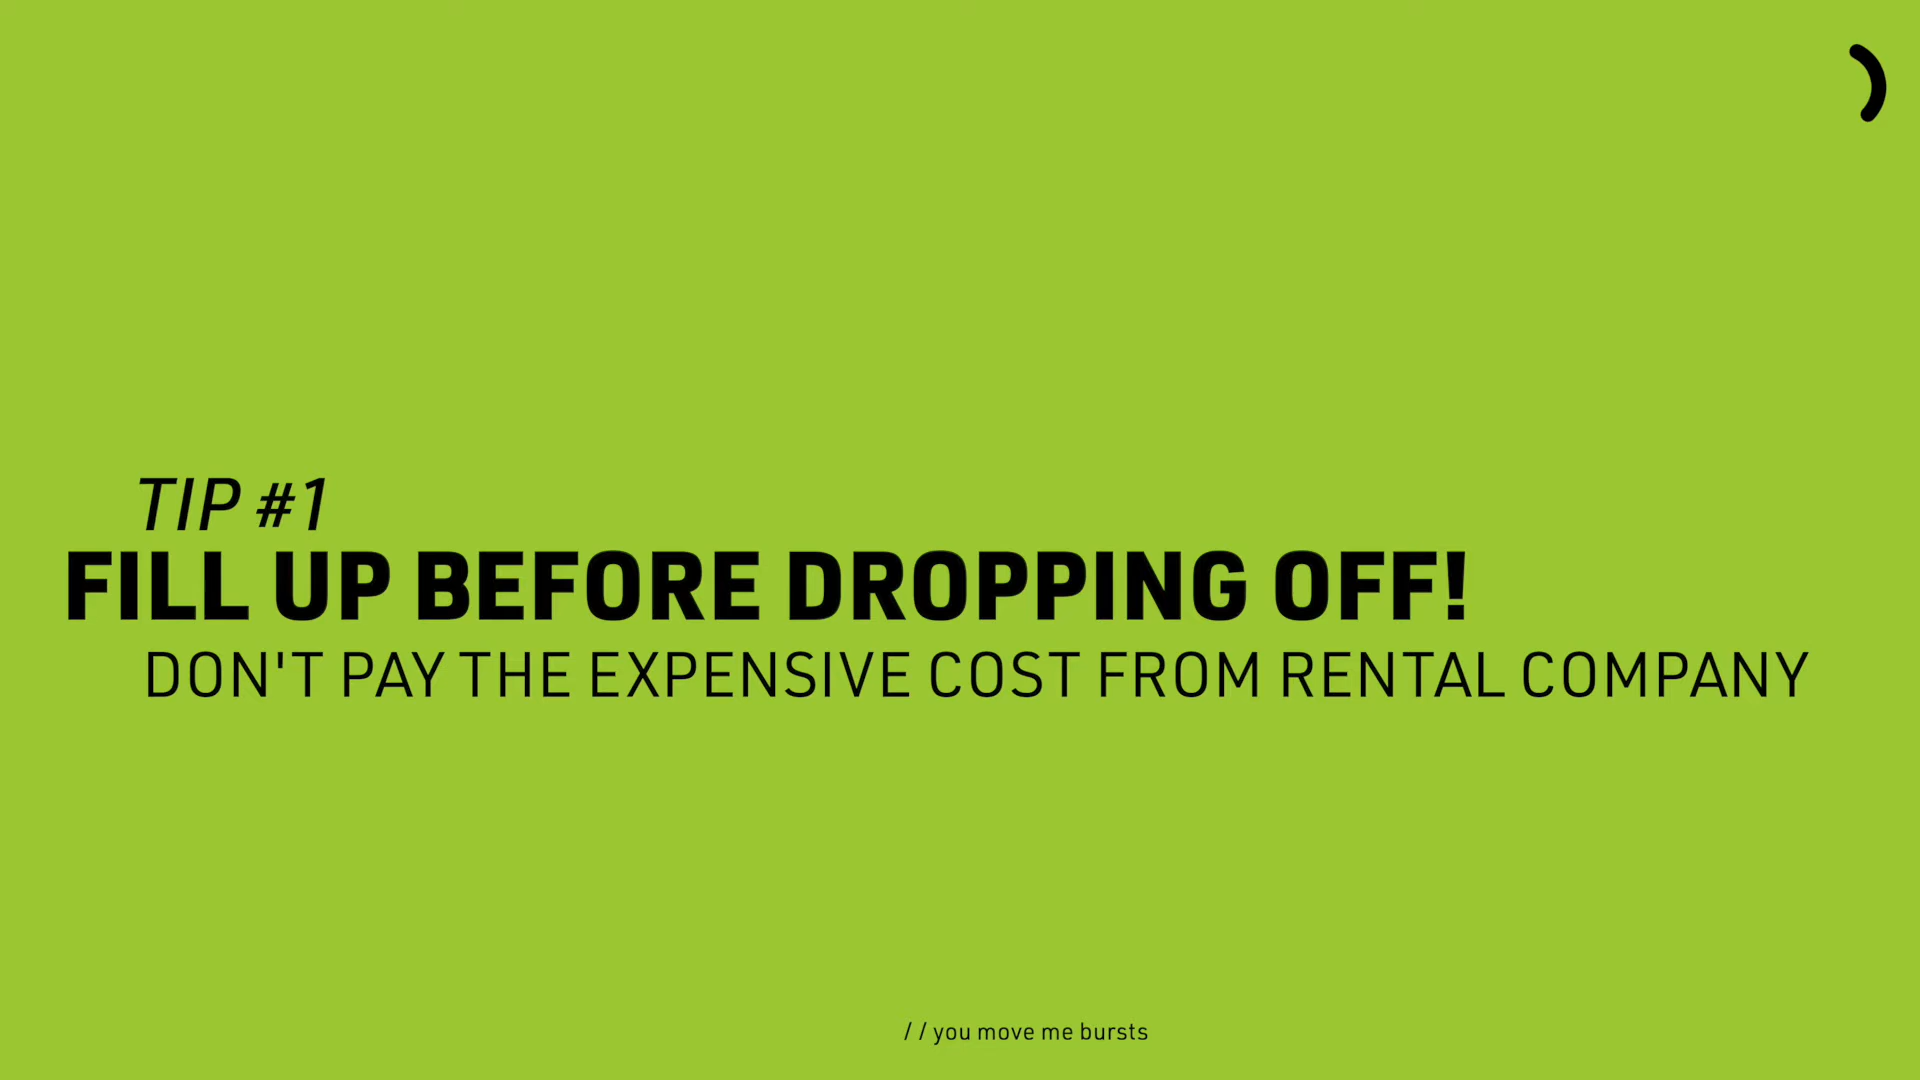 TIP #1
FILL UP BEFORE DROPPING OFF!
DON'T PAY THE EXPENSIVE COST FROM RENTAL COMPANY
// you move me bursts